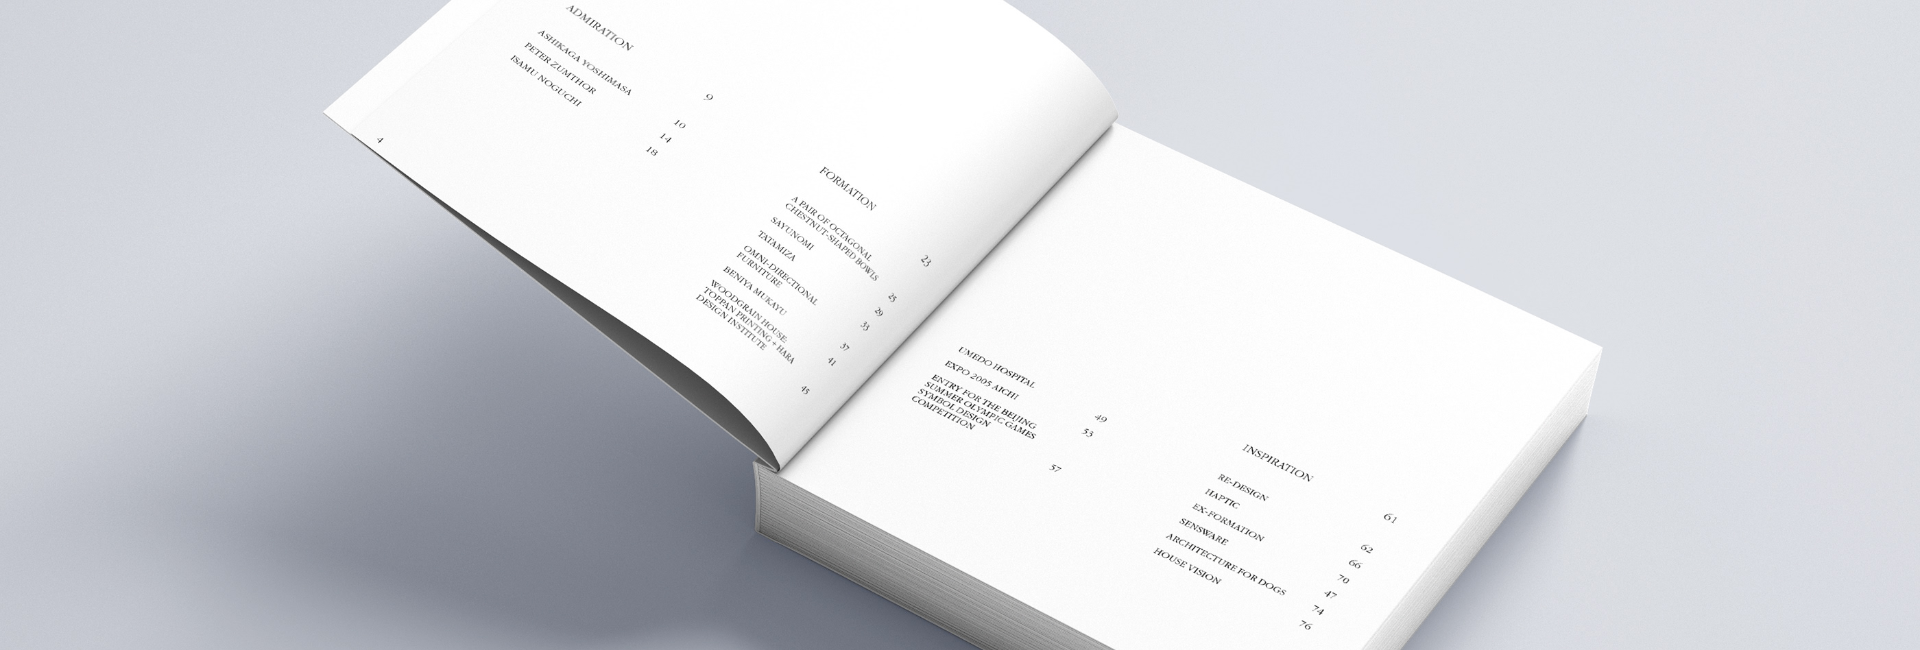 ADMIRATION 9
ASHIKAGA YOSHIMASA 10
PETER ZUMTHOR 14
ISAMU NOGUCHI 18
4
FORMATION 23
A PAIR OF OCTAGONAL
CHESTNUT-SHAPED BOWLS 25
SAYUNOMI 29
TATAMIZA 33
OMNI-DIRECTIONAL
FURNITURE 37
BENIYA MUKAYU 41
WOODGRAIN HOUSE:
TOPPAN PRINTING + HARA
DESIGN INSTITUTE 45
UMEDO HOSPITAL 49
EXPO 2005 AICHI 53
ENTRY FOR THE BEIJING
SUMMER OLYMPIC GAMES
SYMBOL DESIGN
COMPETITION 57
INSPIRATION 61
RE-DESIGN 62
HAPTIC 66
EX-FORMATION 70
SENSWARE 47
ARCHITECTURE FOR DOGS 74
HOUSE VISION 76